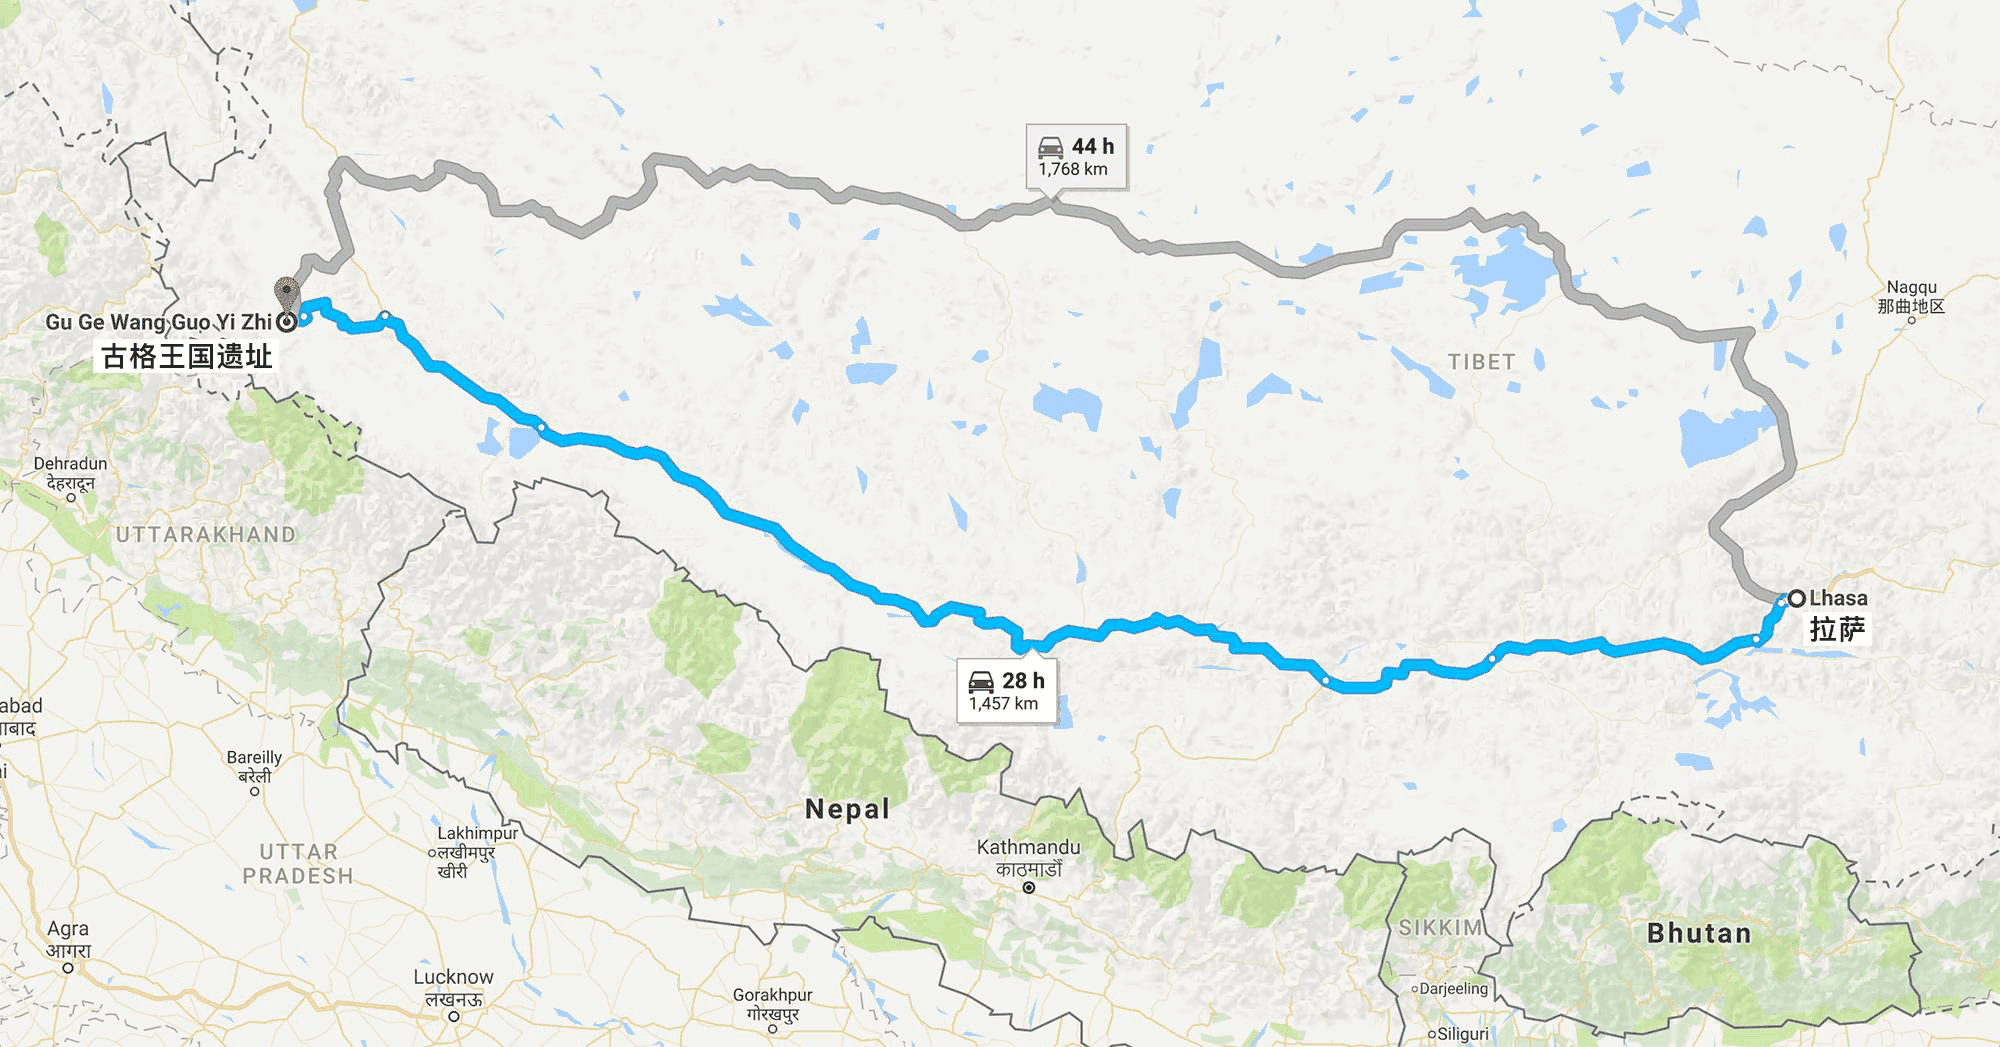 44 h
1,768 km
Nagqu
那曲地区
Gu Ge Wang Guo Yi Zhi
古格王国遗址
TIBET
Dehradun
देहरादून
UTTARAKHAND
Lhasa
拉萨
28 h
1,457 km
abad
ाबाद
Bareilly
बरेली
Nepal
Lakhimpur
लखीमपुर
खीरी
Kathmandu
काठमाडौं
UTTAR
PRADESH
Agra
आगरा
SIKKIM
Bhutan
Lucknow
लखनऊ
Gorakhpur
गोरखपुर
Darjeeling
Siliguri